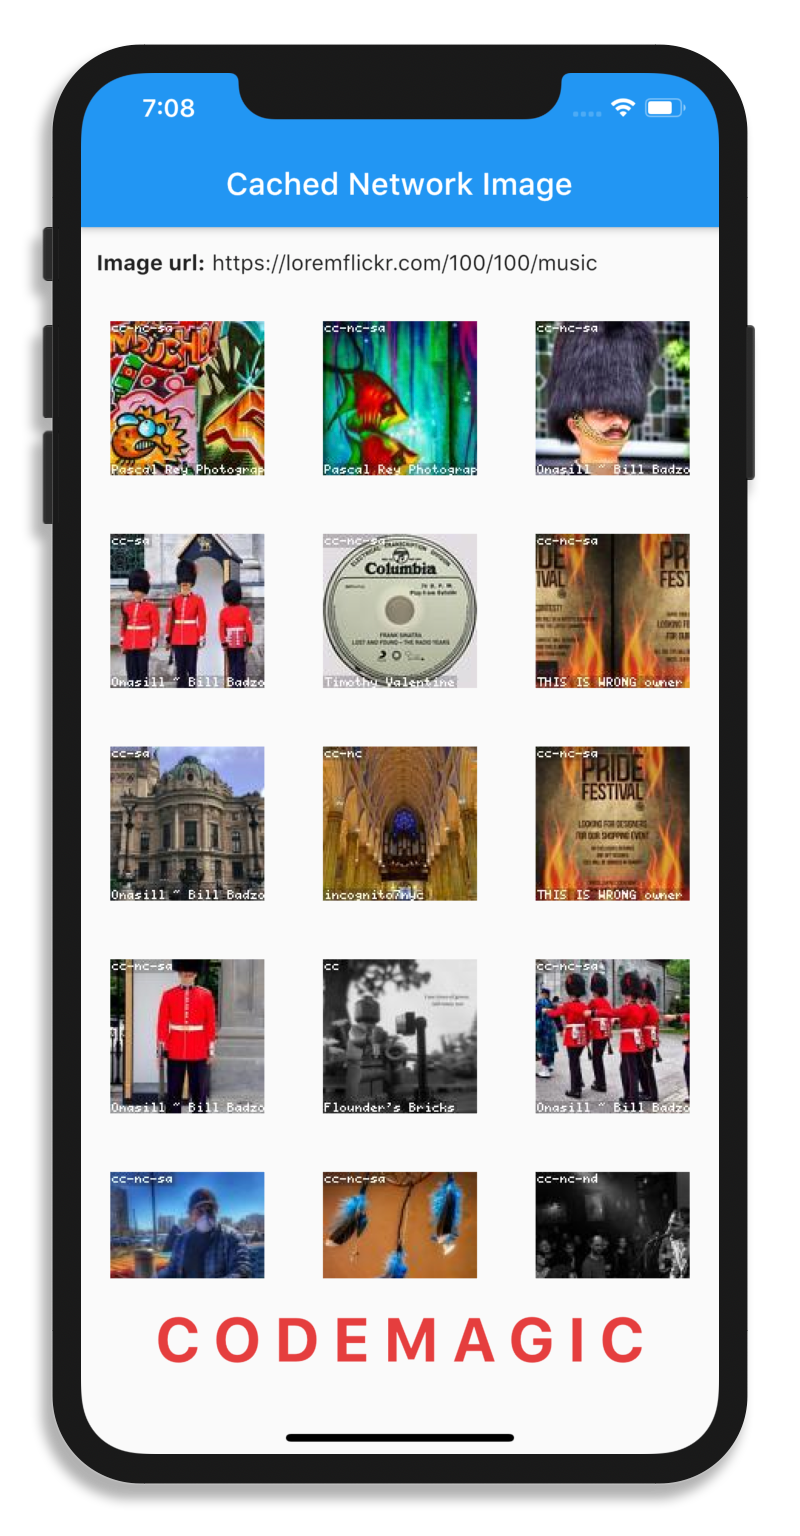 7:08
Cached Network Image
Image url: https://loremflickr.com/100/100/music
cc-nc-sa
cc-nc-sa
cc-nc-sa
Pascal Rey Photograp
Pascal Rey Photograp
Onasill ~ Bill Badzo
cc-sa
cc-nc-sa
cc-nc-sa
Columbia
FRANK SINATRA
LOST AND FOUND – THE RADIO YEARS
Onasill ~ Bill Badzo
Timothy Valentine
THIS IS WRONG owner
cc-sa
cc-nc
cc-nc-sa
PRIDE
FESTIVAL
LOOKING FOR DESIGNERS
FOR OUR SHOPPING EVENT
Onasill ~ Bill Badzo
incognito7nyc
THIS IS WRONG owner
cc-nc-sa
cc
cc-nc-sa
Onasill ~ Bill Badzo
Flounder's Bricks
Onasill ~ Bill Badzo
cc-nc-sa
cc-nc-sa
cc-nc-nd
CODEMAGIC